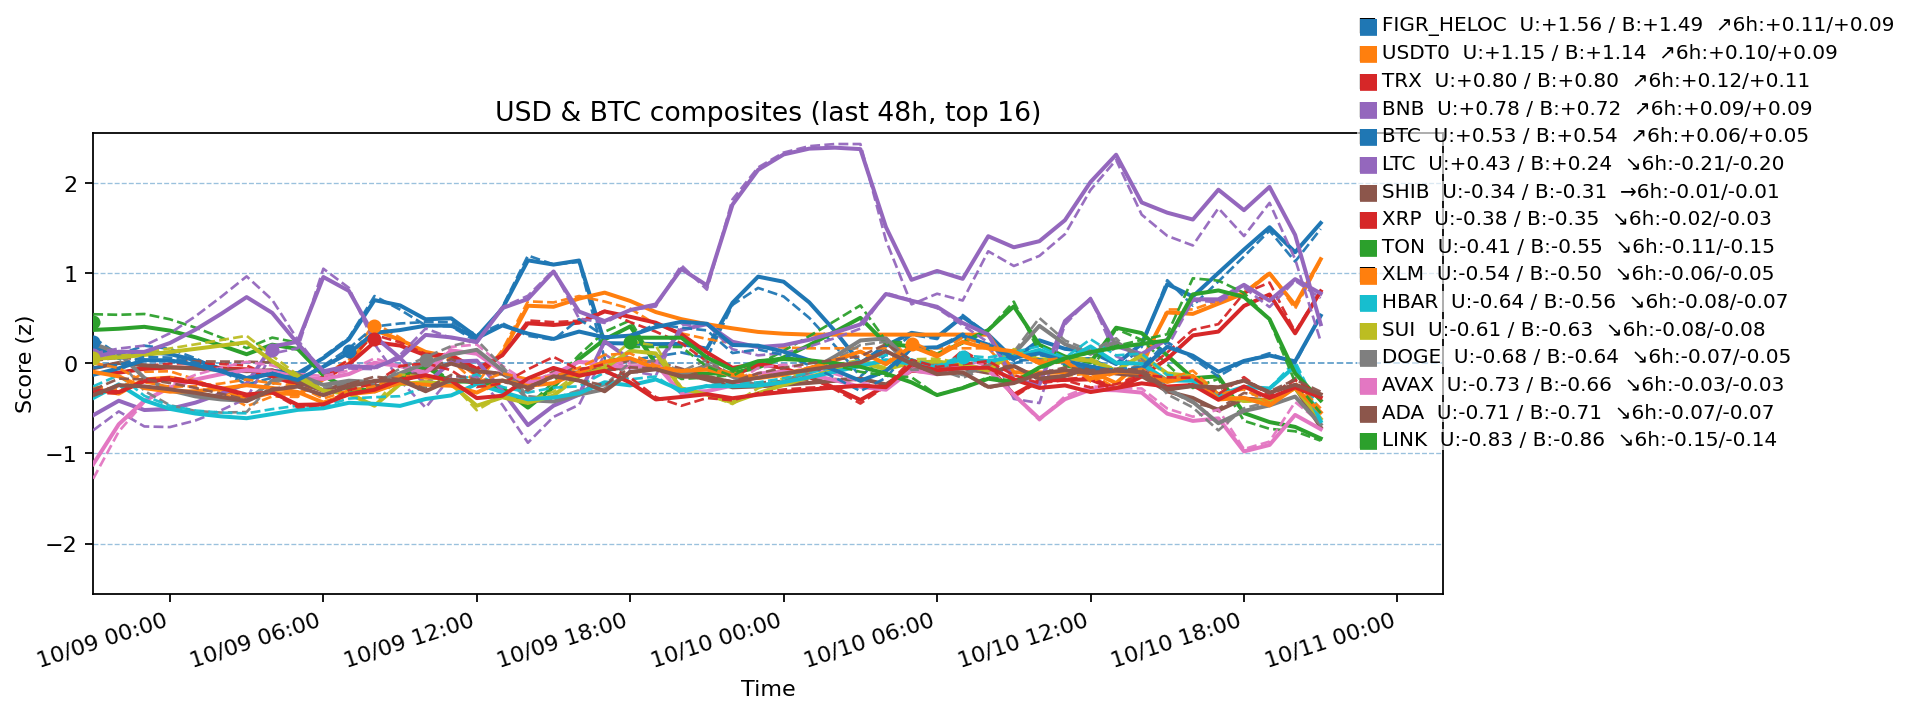 FIGR_HELOC U:+1.56 / B:+1.49 ↗6h:+0.11/+0.09
USDT0 U:+1.15 / B:+1.14 ↗6h:+0.10/+0.09
TRX U:+0.80 / B:+0.80 ↗6h:+0.12/+0.11
BNB U:+0.78 / B:+0.72 ↗6h:+0.09/+0.09
BTC U:+0.53 / B:+0.54 ↗6h:+0.06/+0.05
LTC U:+0.43 / B:+0.24 ↘6h:-0.21/-0.20
SHIB U:-0.34 / B:-0.31 →6h:-0.01/-0.01
XRP U:-0.38 / B:-0.35 ↘6h:-0.02/-0.03
TON U:-0.41 / B:-0.55 ↘6h:-0.11/-0.15
XLM U:-0.54 / B:-0.50 ↘6h:-0.06/-0.05
HBAR U:-0.64 / B:-0.56 ↘6h:-0.08/-0.07
SUI U:-0.61 / B:-0.63 ↘6h:-0.08/-0.08
DOGE U:-0.68 / B:-0.64 ↘6h:-0.07/-0.05
AVAX U:-0.73 / B:-0.66 ↘6h:-0.03/-0.03
ADA U:-0.71 / B:-0.71 ↘6h:-0.07/-0.07
LINK U:-0.83 / B:-0.86 ↘6h:-0.15/-0.14
USD & BTC composites (last 48h, top 16)
Score (z)
2
1
0
−1
−2
10/09 00:00
10/09 06:00
10/09 12:00
10/09 18:00
10/10 00:00
10/10 06:00
10/10 12:00
10/10 18:00
10/11 00:00
Time